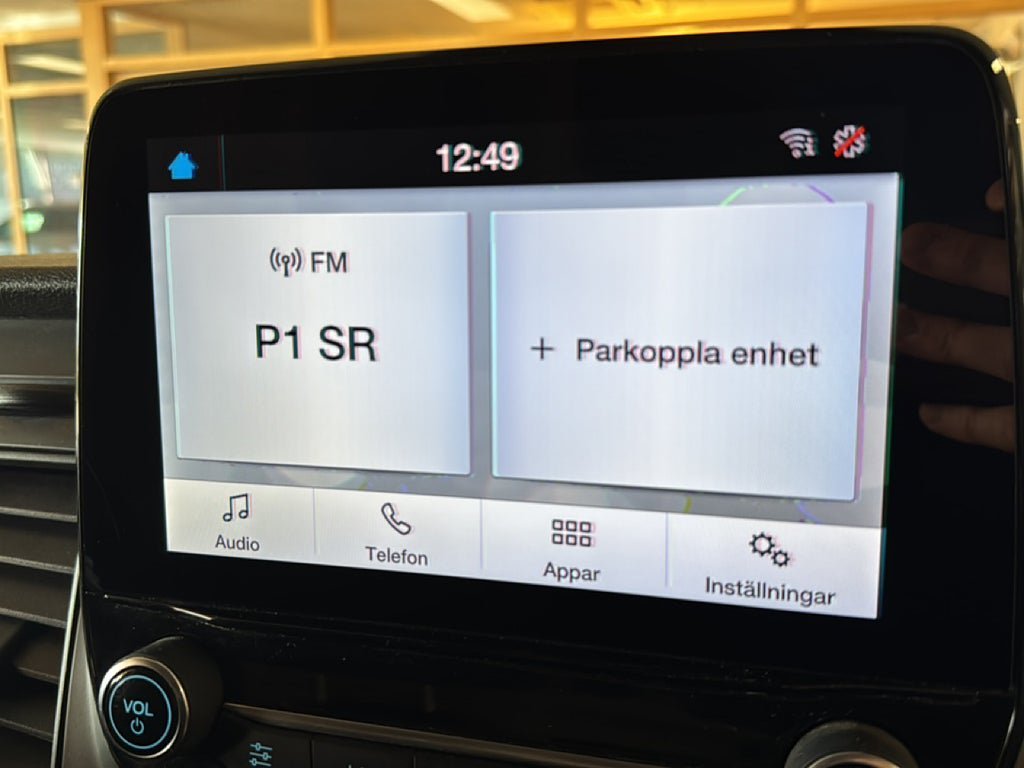 12:49
FM
P1 SR
+ Parkoppla enhet
Audio
Telefon
Appar
Inställningar
VOL